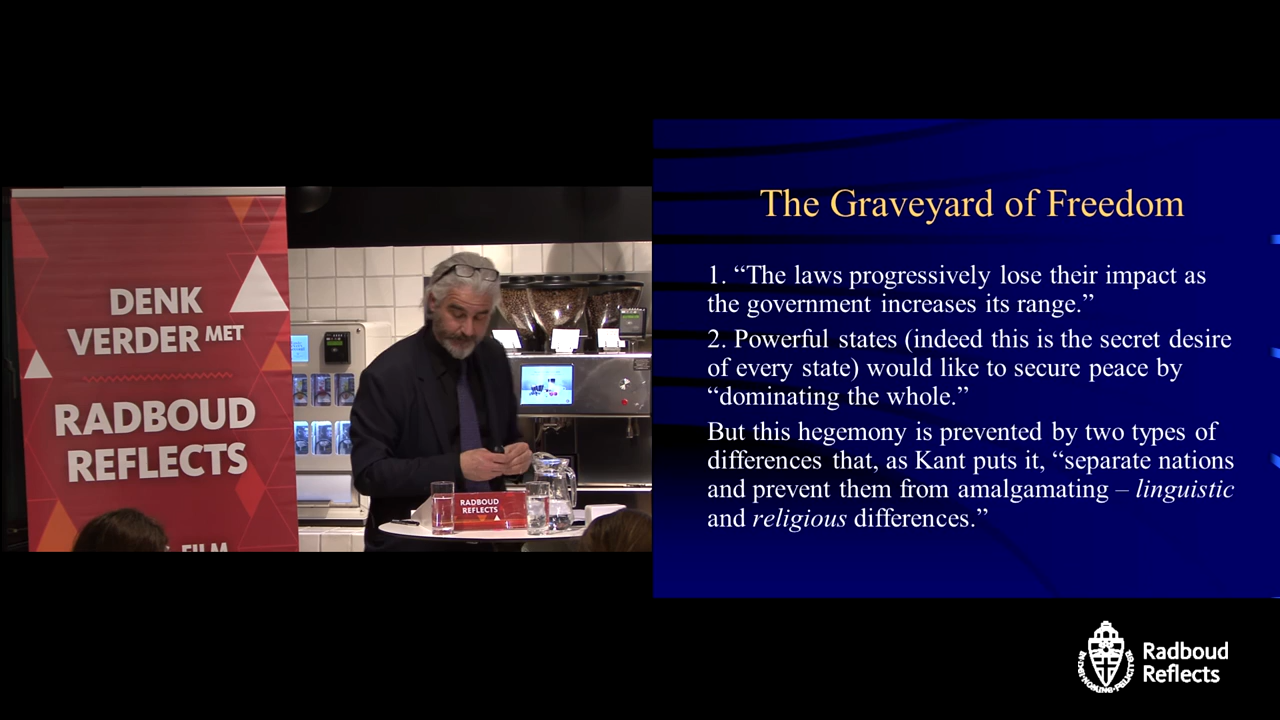 DENK
VERDER MET
RADBOUD
REFLECTS
RADBOUD
REFLECTS
The Graveyard of Freedom
1. “The laws progressively lose their impact as
the government increases its range.”
2. Powerful states (indeed this is the secret desire
of every state) would like to secure peace by
“dominating the whole.”
But this hegemony is prevented by two types of
differences that, as Kant puts it, “separate nations
and prevent them from amalgamating – linguistic
and religious differences.”
Radboud
Reflects